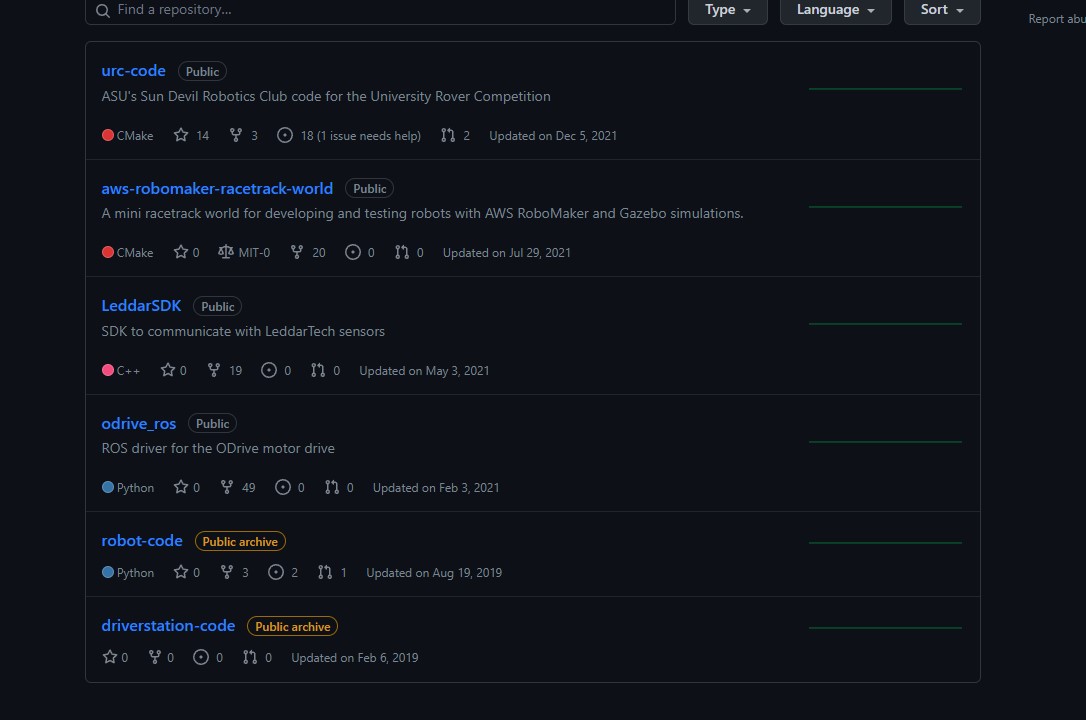 Find a repository...
Type
Language
Sort
Report abu
urc-code Public
ASU's Sun Devil Robotics Club code for the University Rover Competition
CMake 14 3 18 (1 issue needs help) 2 Updated on Dec 5, 2021
aws-robomaker-racetrack-world Public
A mini racetrack world for developing and testing robots with AWS RoboMaker and Gazebo simulations.
CMake 0 MIT-0 20 0 0 Updated on Jul 29, 2021
LeddarSDK Public
SDK to communicate with LeddarTech sensors
C++ 0 19 0 0 Updated on May 3, 2021
odrive_ros Public
ROS driver for the ODrive motor drive
Python 0 49 0 0 Updated on Feb 3, 2021
robot-code Public archive
Python 0 3 2 1 Updated on Aug 19, 2019
driverstation-code Public archive
0 0 0 0 Updated on Feb 6, 2019